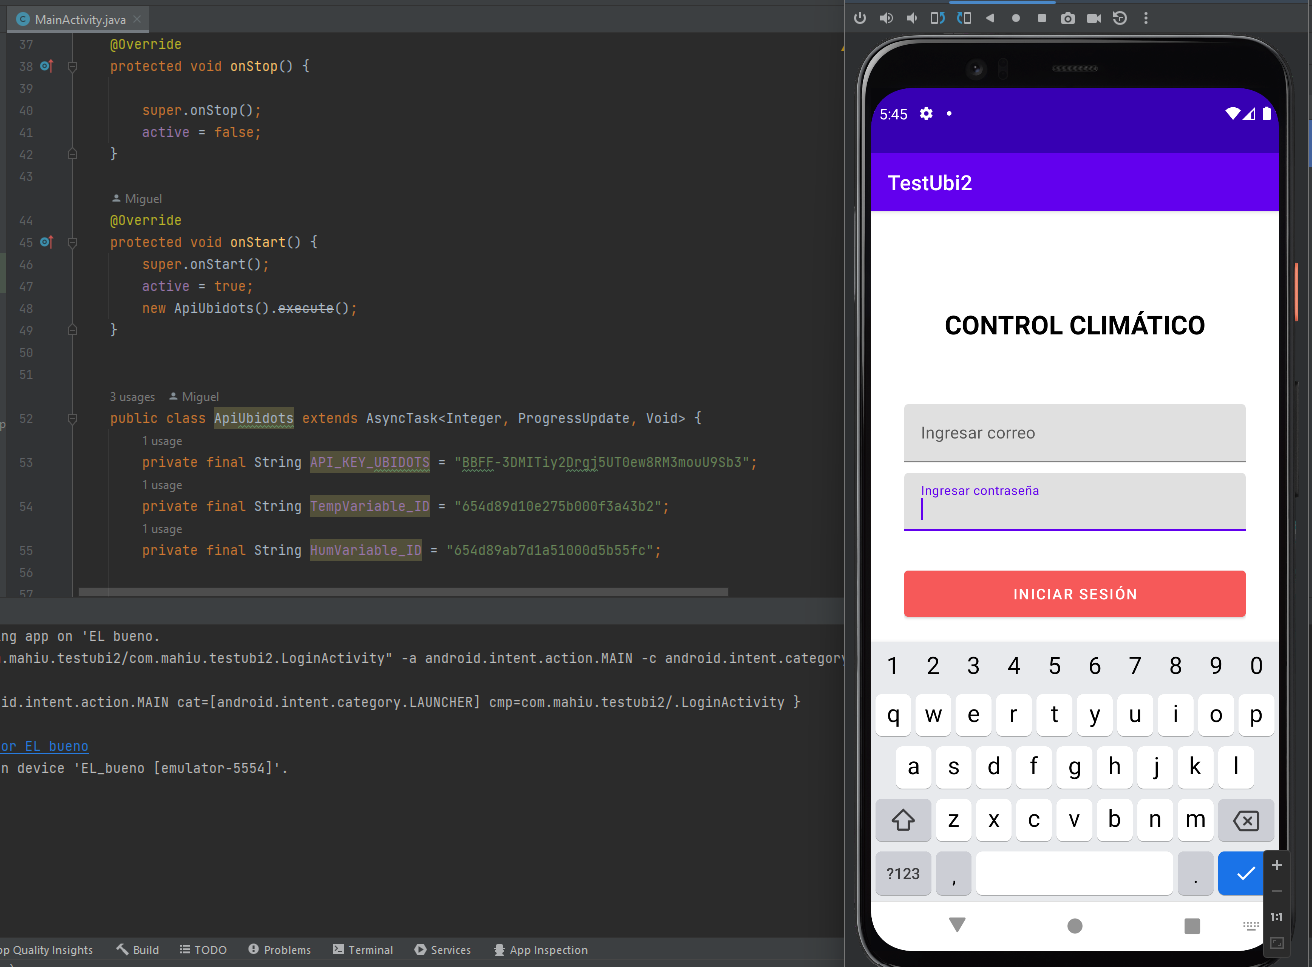 MainActivity.java
37 @Override
38 protected void onStop() {
39
40 super.onStop();
41 active = false;
42 }
43
Miguel
44 @Override
45 protected void onStart() {
46 super.onStart();
47 active = true;
48 new ApiUbidots().execute();
49 }
50
51
3 usages Miguel
52 public class ApiUbidots extends AsyncTask<Integer, ProgressUpdate, Void> {
1 usage
53 private final String API_KEY_UBIDOTS = "BBFF-3DMITiy2Drgj5UT0ew8RM3mouU9Sb3";
1 usage
54 private final String TempVariable_ID = "654d89d10e275b000f3a43b2";
1 usage
55 private final String HumVariable_ID = "654d89ab7d1a51000d5b55fc";
56
57
ing app on 'EL bueno.
.mahiu.testubi2/com.mahiu.testubi2.LoginActivity" -a android.intent.action.MAIN -c android.intent.category
id.intent.action.MAIN cat=[android.intent.category.LAUNCHER] cmp=com.mahiu.testubi2/.LoginActivity }
or EL bueno
n device 'EL_bueno [emulator-5554]'.
pp Quality Insights Build TODO Problems Terminal Services App Inspection
5:45
TestUbi2
CONTROL CLIMÁTICO
Ingresar correo
Ingresar contraseña
INICIAR SESIÓN
1 2 3 4 5 6 7 8 9 0
q w e r t y u i o p
a s d f g h j k l
z x c v b n m
?123 , .
1:1